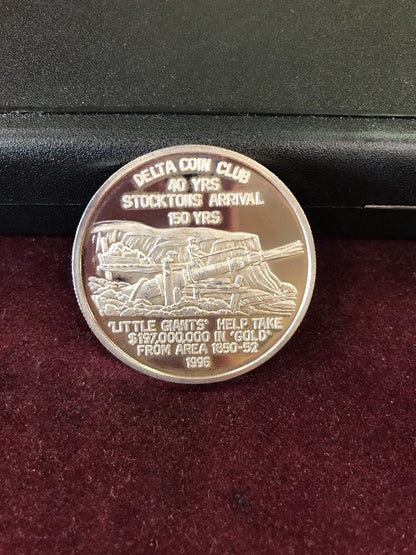 DELTA COIN CLUB
40 YRS
STOCKTONS ARRIVAL
150 YRS
'LITTLE GIANTS' HELP TAKE
$197,000,000 IN 'GOLD'
FROM AREA 1850-52
1996